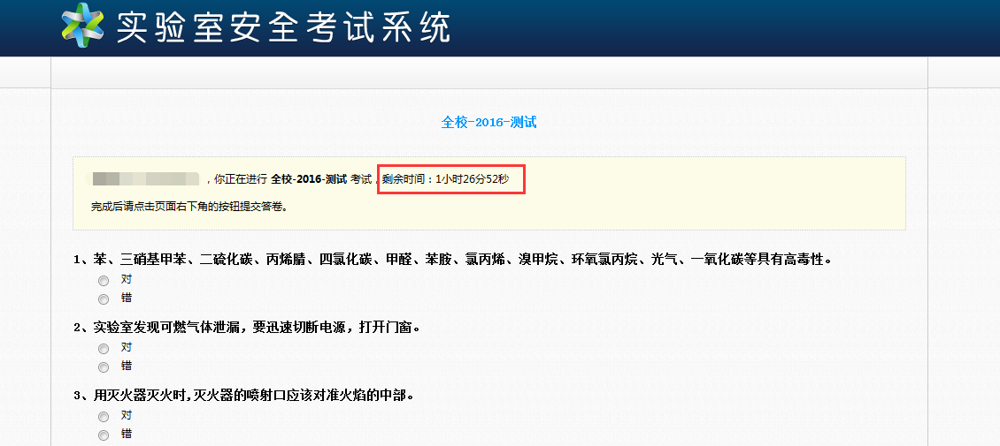 实验室安全考试系统
全校-2016-测试
，你正在进行 全校-2016-测试 考试，剩余时间：1小时26分52秒
完成后请点击页面右下角的按钮提交答卷。
1、苯、三硝基甲苯、二硫化碳、丙烯腈、四氯化碳、甲醛、苯胺、氯丙烯、溴甲烷、环氧氯丙烷、光气、一氧化碳等具有高毒性。
对
错
2、实验室发现可燃气体泄漏，要迅速切断电源，打开门窗。
对
错
3、用灭火器灭火时,灭火器的喷射口应该对准火焰的中部。
对
错